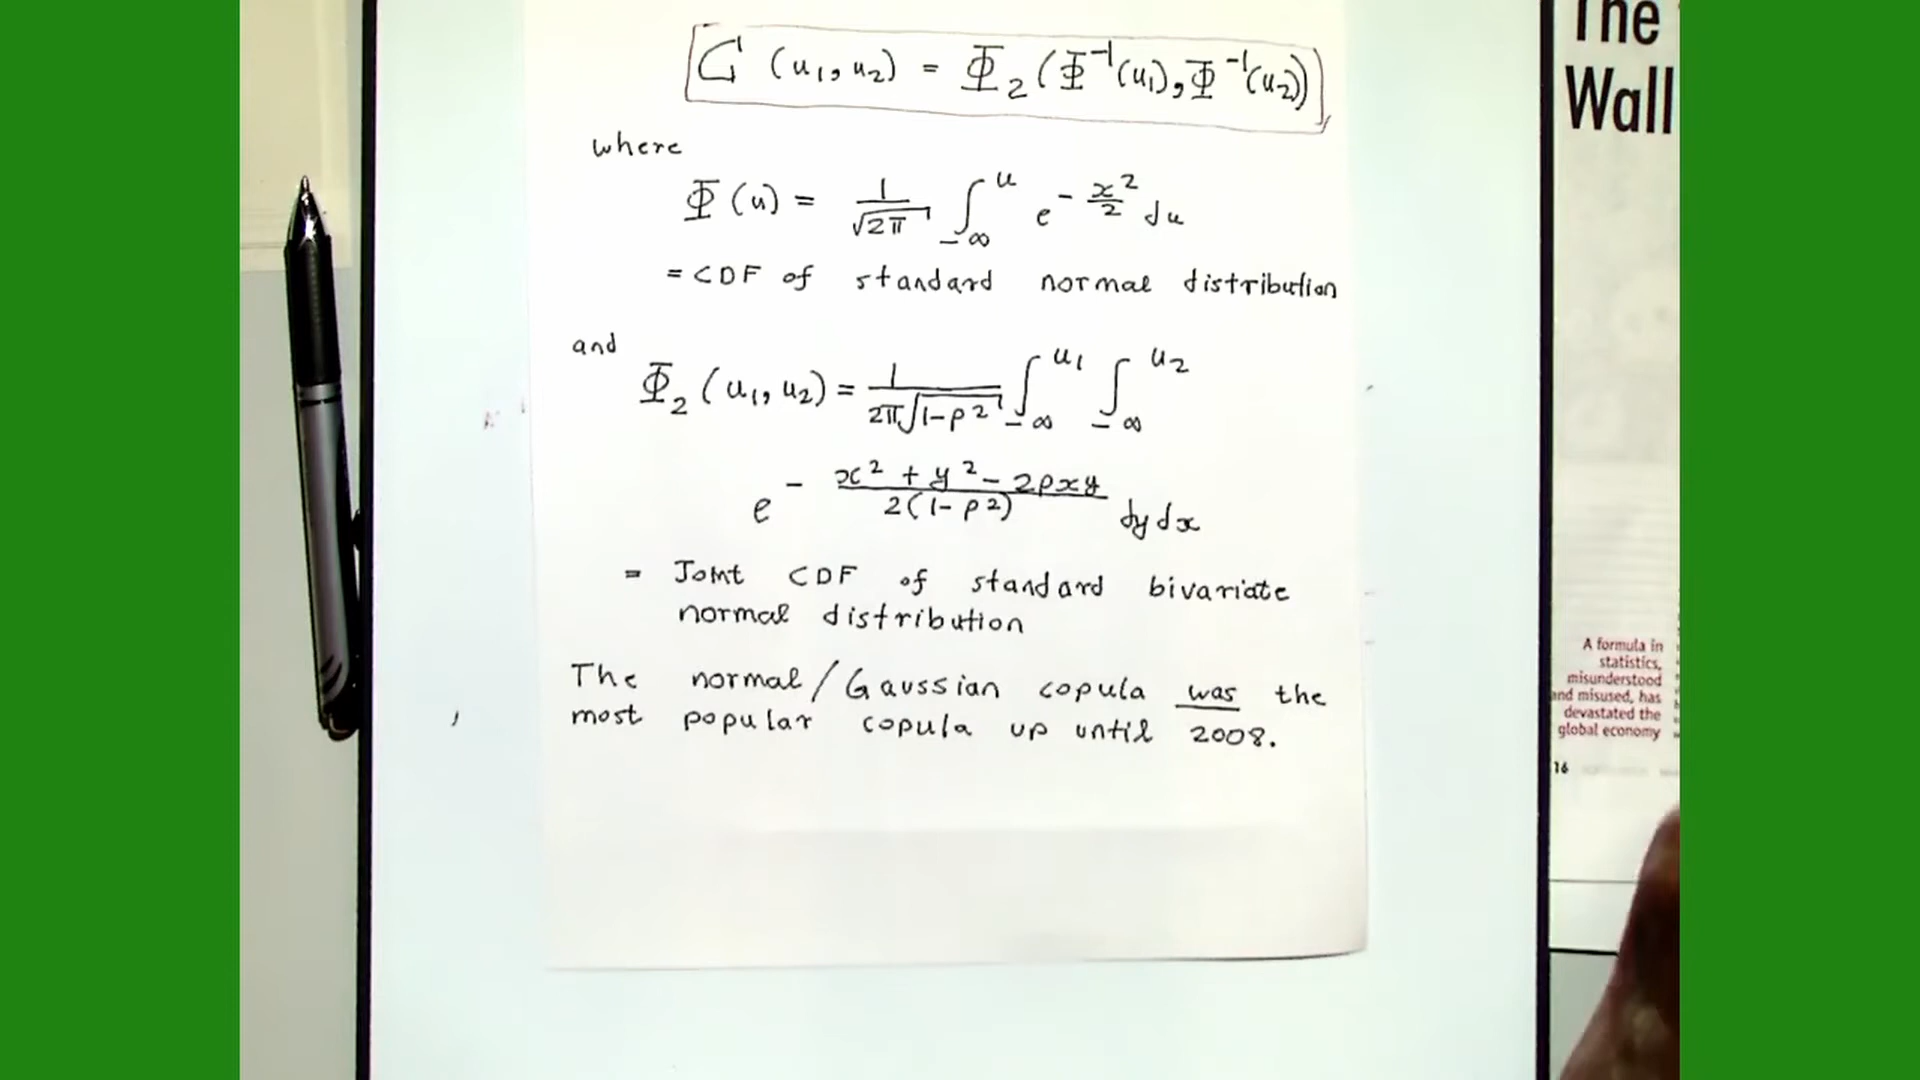 C (u₁, u₂) = Φ₂ (Φ⁻¹(u₁), Φ⁻¹(u₂))
where
Φ (u) = 1/√2π ∫_{-∞}^{u} e^{-x²/2} du
= CDF of standard normal distribution
and
Φ₂ (u₁, u₂) = 1/2π√1-ρ² ∫_{-∞}^{u₁} ∫_{-∞}^{u₂}
e^{- x² + y² - 2ρxy / 2(1-ρ²)} dy dx
= Joint CDF of standard bivariate
normal distribution
The normal/Gaussian copula was the
most popular copula up until 2008.
The
Wall
A formula in
statistics,
misunderstood
and misused, has
devastated the
global economy
16